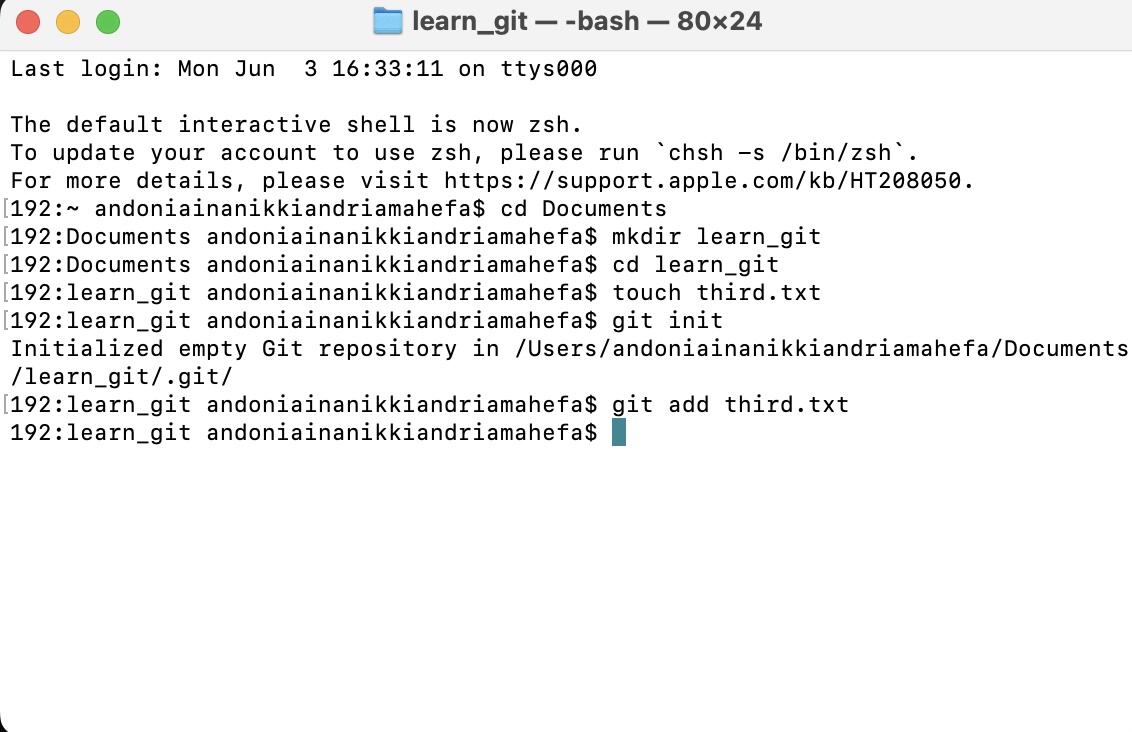 learn_git — -bash — 80×24
Last login: Mon Jun  3 16:33:11 on ttys000
The default interactive shell is now zsh.
To update your account to use zsh, please run `chsh -s /bin/zsh`.
For more details, please visit https://support.apple.com/kb/HT208050.
[192:~ andoniainanikkiandriamahefa$ cd Documents
[192:Documents andoniainanikkiandriamahefa$ mkdir learn_git
[192:Documents andoniainanikkiandriamahefa$ cd learn_git
[192:learn_git andoniainanikkiandriamahefa$ touch third.txt
[192:learn_git andoniainanikkiandriamahefa$ git init
Initialized empty Git repository in /Users/andoniainanikkiandriamahefa/Documents
/learn_git/.git/
[192:learn_git andoniainanikkiandriamahefa$ git add third.txt
192:learn_git andoniainanikkiandriamahefa$